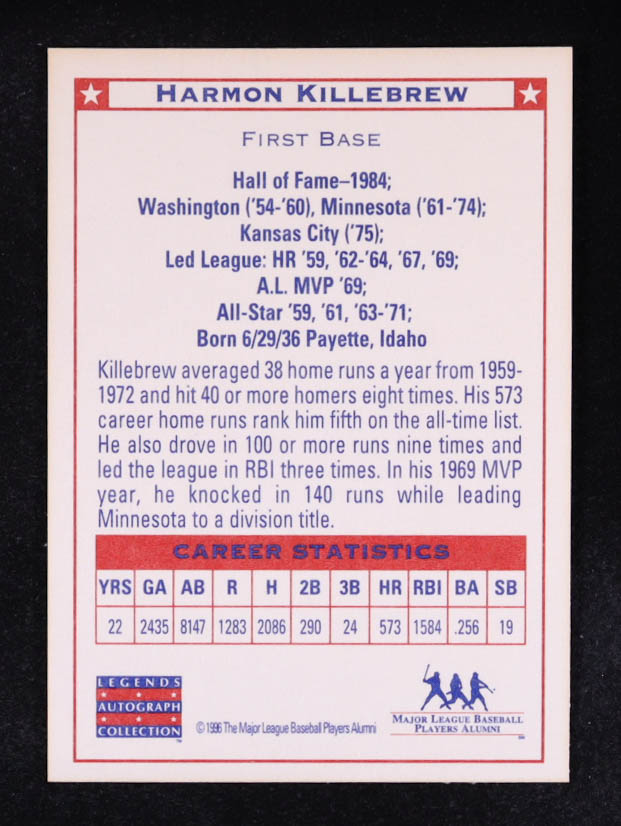 HARMON KILLEBREW
FIRST BASE
Hall of Fame–1984;
Washington ('54-'60), Minnesota ('61-'74);
Kansas City ('75);
Led League: HR '59, '62-'64, '67, '69;
A.L. MVP '69;
All-Star '59, '61, '63-'71;
Born 6/29/36 Payette, Idaho
Killebrew averaged 38 home runs a year from 1959-
1972 and hit 40 or more homers eight times. His 573
career home runs rank him fifth on the all-time list.
He also drove in 100 or more runs nine times and
led the league in RBI three times. In his 1969 MVP
year, he knocked in 140 runs while leading
Minnesota to a division title.
CAREER STATISTICS
YRS GA AB R H 2B 3B HR RBI BA SB
22 2435 8147 1283 2086 290 24 573 1584 .256 19
LEGENDS
AUTOGRAPH
COLLECTION™
©1996 The Major League Baseball Players Alumni
MAJOR LEAGUE BASEBALL
PLAYERS ALUMNI